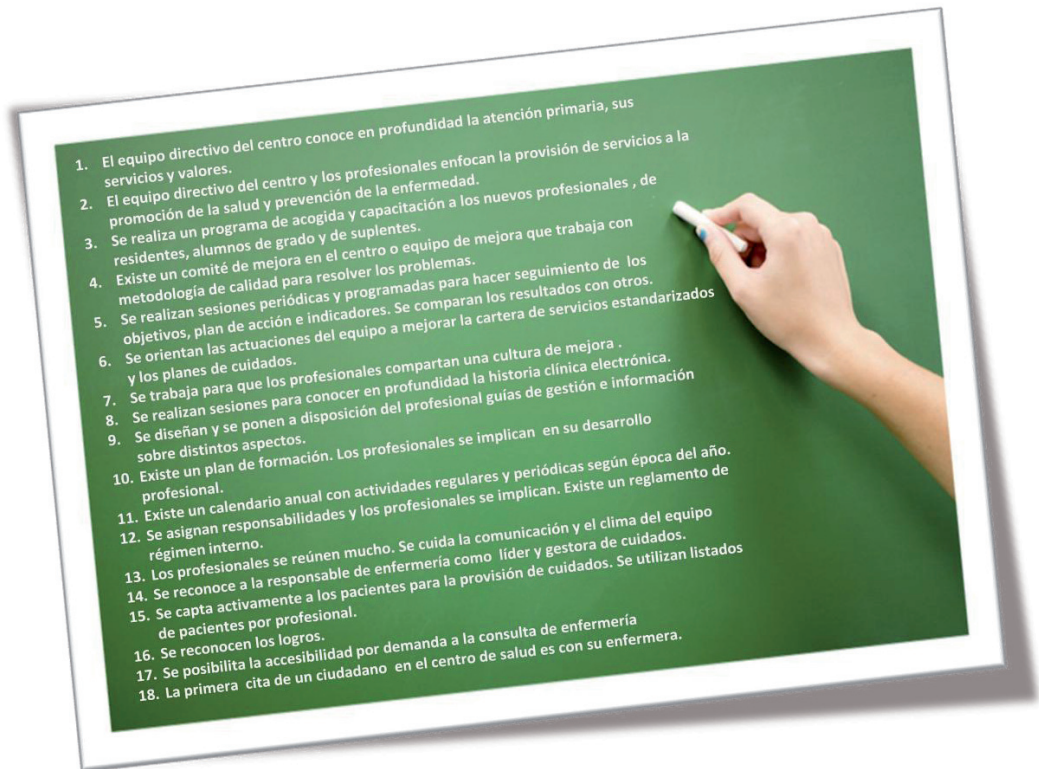 1. El equipo directivo del centro conoce en profundidad la atención primaria, sus
servicios y valores.
2. El equipo directivo del centro y los profesionales enfocan la provisión de servicios a la
promoción de la salud y prevención de la enfermedad.
3. Se realiza un programa de acogida y capacitación a los nuevos profesionales , de
residentes, alumnos de grado y de suplentes.
4. Existe un comité de mejora en el centro o equipo de mejora que trabaja con
metodología de calidad para resolver los problemas.
5. Se realizan sesiones periódicas y programadas para hacer seguimiento de los
objetivos, plan de acción e indicadores. Se comparan los resultados con otros.
6. Se orientan las actuaciones del equipo a mejorar la cartera de servicios estandarizados
y los planes de cuidados.
7. Se trabaja para que los profesionales compartan una cultura de mejora .
8. Se realizan sesiones para conocer en profundidad la historia clínica electrónica.
9. Se diseñan y se ponen a disposición del profesional guías de gestión e información
sobre distintos aspectos.
10. Existe un plan de formación. Los profesionales se implican en su desarrollo
profesional.
11. Existe un calendario anual con actividades regulares y periódicas según época del año.
12. Se asignan responsabilidades y los profesionales se implican. Existe un reglamento de
régimen interno.
13. Los profesionales se reúnen mucho. Se cuida la comunicación y el clima del equipo
14. Se reconoce a la responsable de enfermería como líder y gestora de cuidados.
15. Se capta activamente a los pacientes para la provisión de cuidados. Se utilizan listados
de pacientes por profesional.
16. Se reconocen los logros.
17. Se posibilita la accesibilidad por demanda a la consulta de enfermería
18. La primera cita de un ciudadano en el centro de salud es con su enfermera.